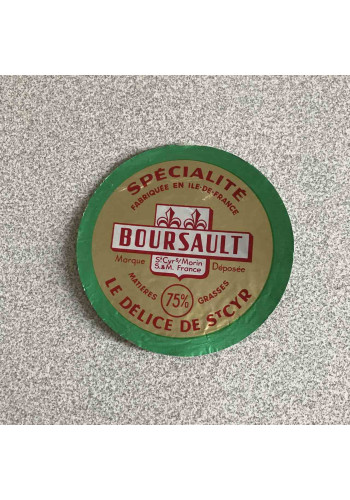 SPÉCIALITÉ
FABRIQUÉE EN ILE-DE-FRANCE
BOURSAULT
Marque Déposée
St Cyr s/Morin
S.&M. France
MATIÈRES 75% GRASSES
LE DÉLICE DE St CYR